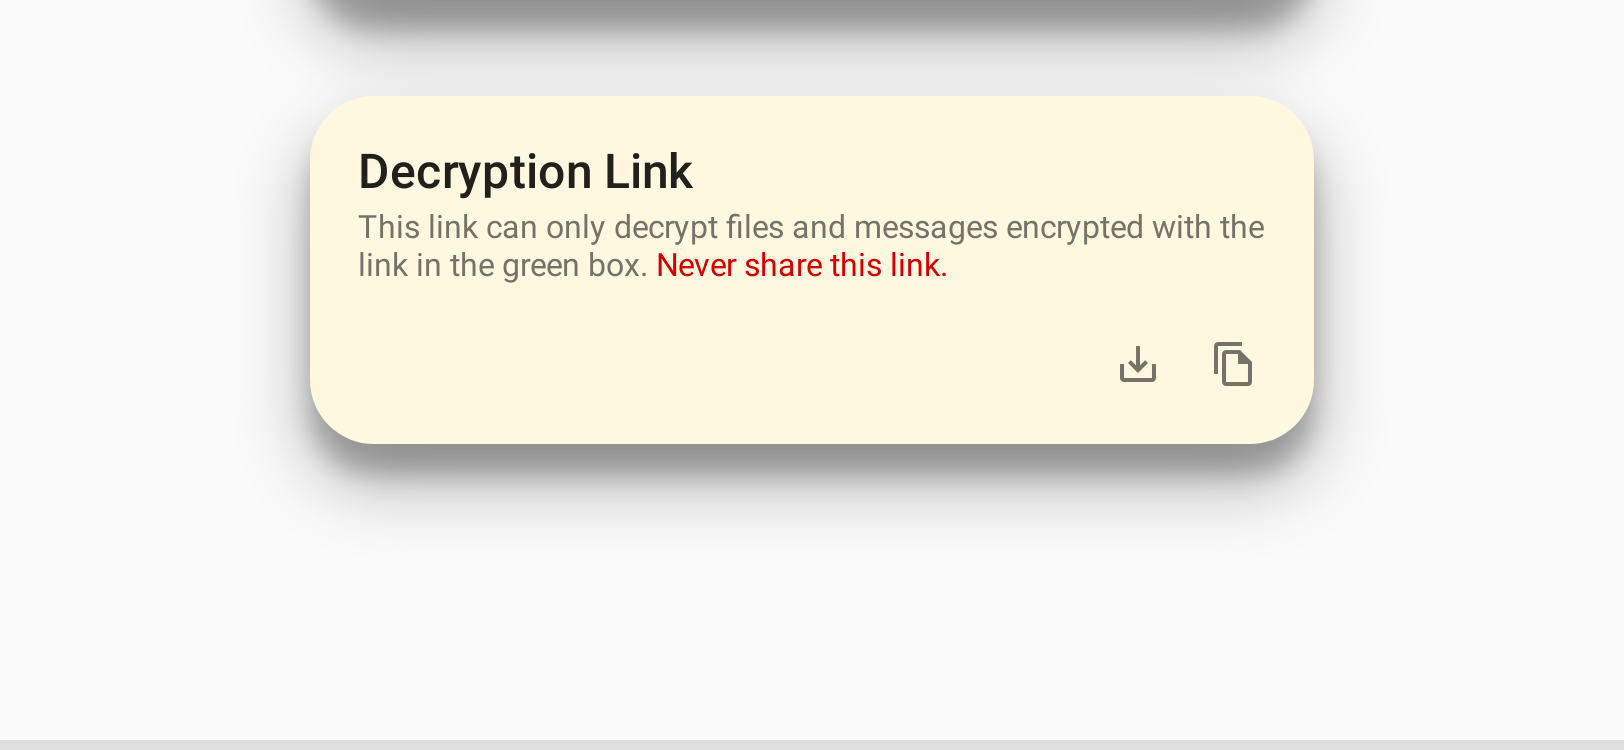 Decryption Link
This link can only decrypt files and messages encrypted with the
link in the green box. Never share this link.